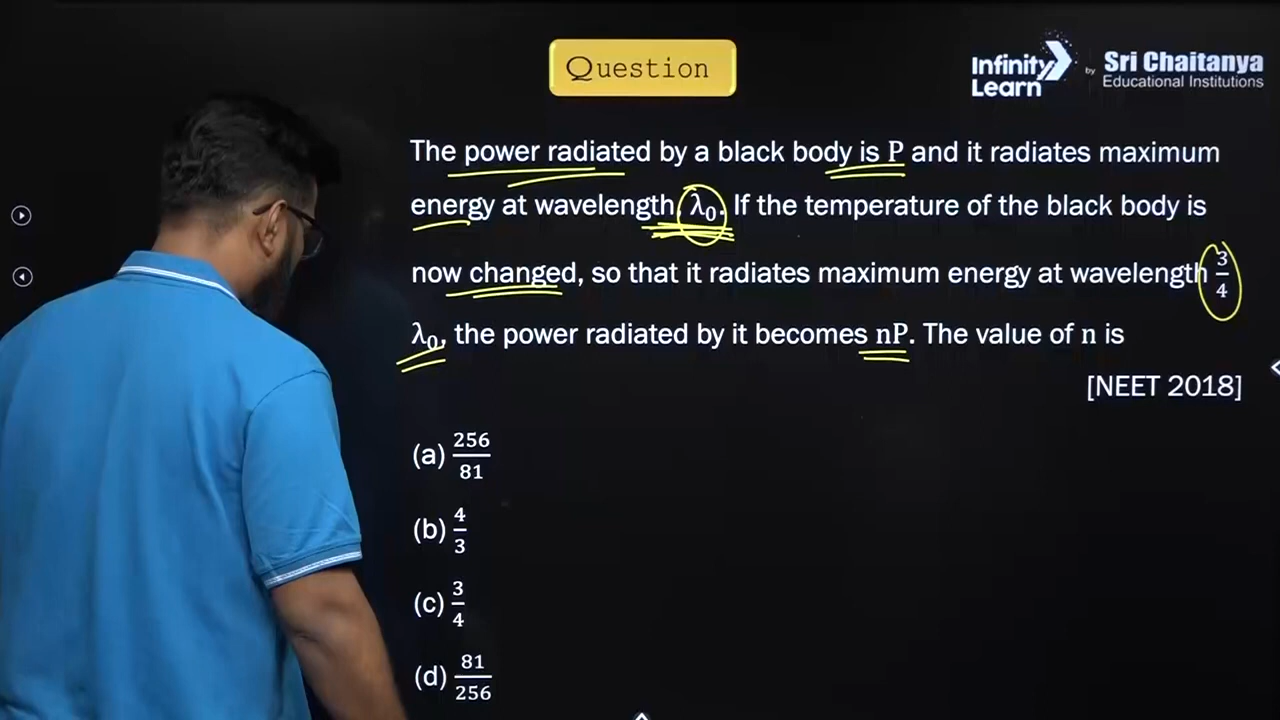 Question
Infinity Learn by Sri Chaitanya Educational Institutions
The power radiated by a black body is P and it radiates maximum
energy at wavelength, λ₀. If the temperature of the black body is
now changed, so that it radiates maximum energy at wavelength 3/4
λ₀, the power radiated by it becomes nP. The value of n is
[NEET 2018]
(a) 256/81
(b) 4/3
(c) 3/4
(d) 81/256